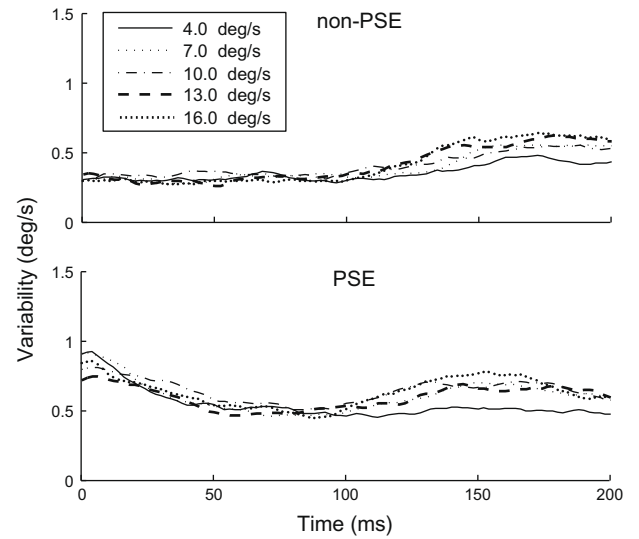 non-PSE
4.0 deg/s
7.0 deg/s
10.0 deg/s
13.0 deg/s
16.0 deg/s
1.5
1
0.5
0
Variability (deg/s)
PSE
1.5
1
0.5
0
0 50 100 150 200
Time (ms)